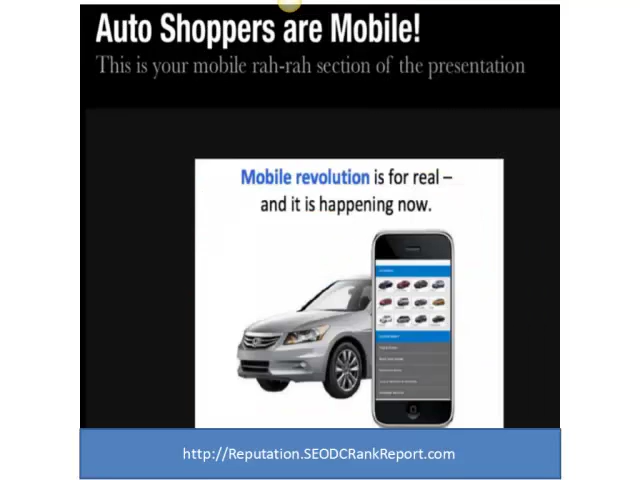 Auto Shoppers are Mobile!
This is your mobile rah-rah section of the presentation
Mobile revolution is for real –
and it is happening now.
http://Reputation.SEODCRankReport.com